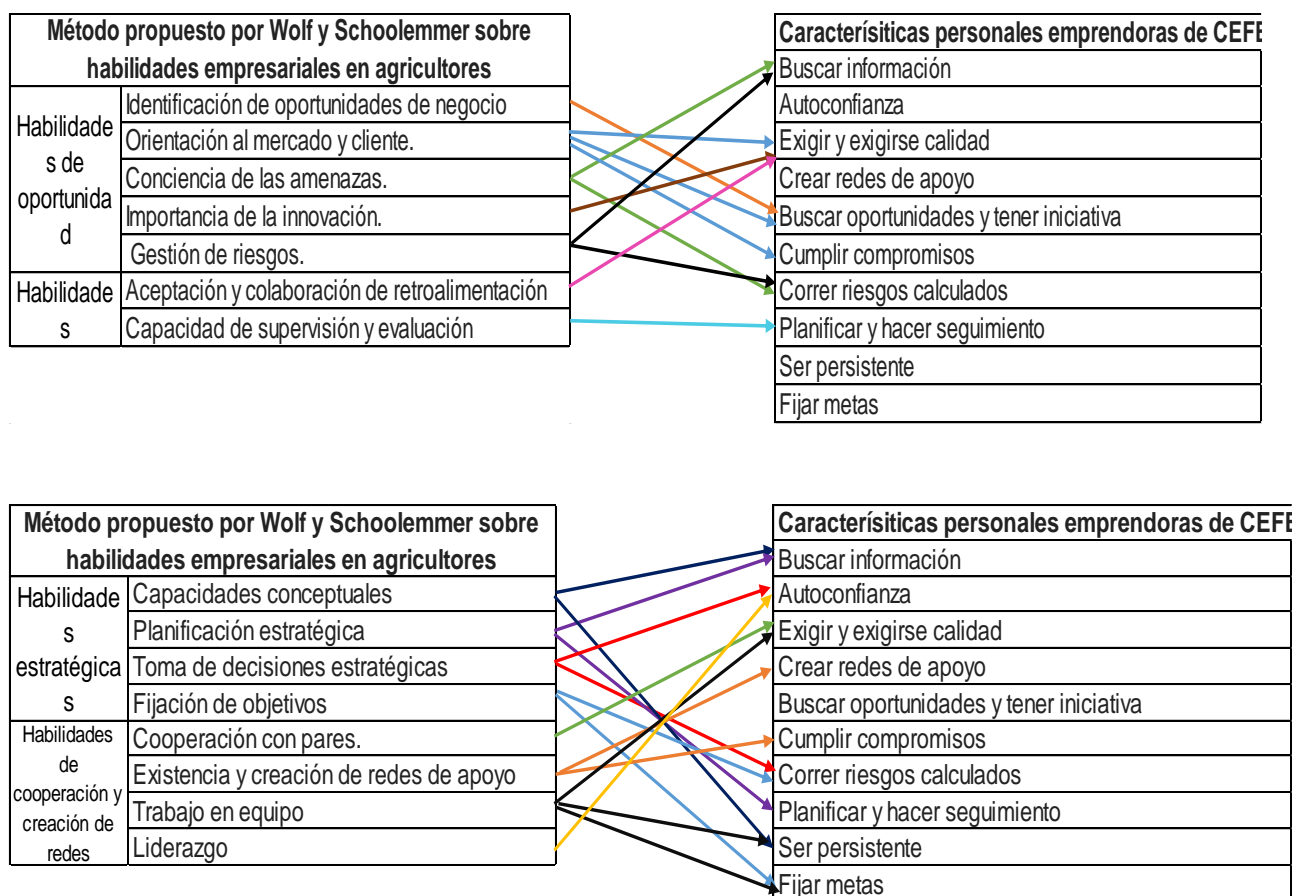 Método propuesto por Wolf y Schoolemmer sobre
habilidades empresariales en agricultores
Habilidade
s de
oportunida
d
Identificación de oportunidades de negocio
Orientación al mercado y cliente.
Conciencia de las amenazas.
Importancia de la innovación.
Gestión de riesgos.
Habilidade
s
Aceptación y colaboración de retroalimentación
Capacidad de supervisión y evaluación
Caracterísiticas personales emprendoras de CEFE
Buscar información
Autoconfianza
Exigir y exigirse calidad
Crear redes de apoyo
Buscar oportunidades y tener iniciativa
Cumplir compromisos
Correr riesgos calculados
Planificar y hacer seguimiento
Ser persistente
Fijar metas
Método propuesto por Wolf y Schoolemmer sobre
habilidades empresariales en agricultores
Habilidade
s
estratégica
s
Capacidades conceptuales
Planificación estratégica
Toma de decisiones estratégicas
Fijación de objetivos
Habilidades
de
cooperación y
creación de
redes
Cooperación con pares.
Existencia y creación de redes de apoyo
Trabajo en equipo
Liderazgo
Caracterísiticas personales emprendoras de CEFE
Buscar información
Autoconfianza
Exigir y exigirse calidad
Crear redes de apoyo
Buscar oportunidades y tener iniciativa
Cumplir compromisos
Correr riesgos calculados
Planificar y hacer seguimiento
Ser persistente
Fijar metas